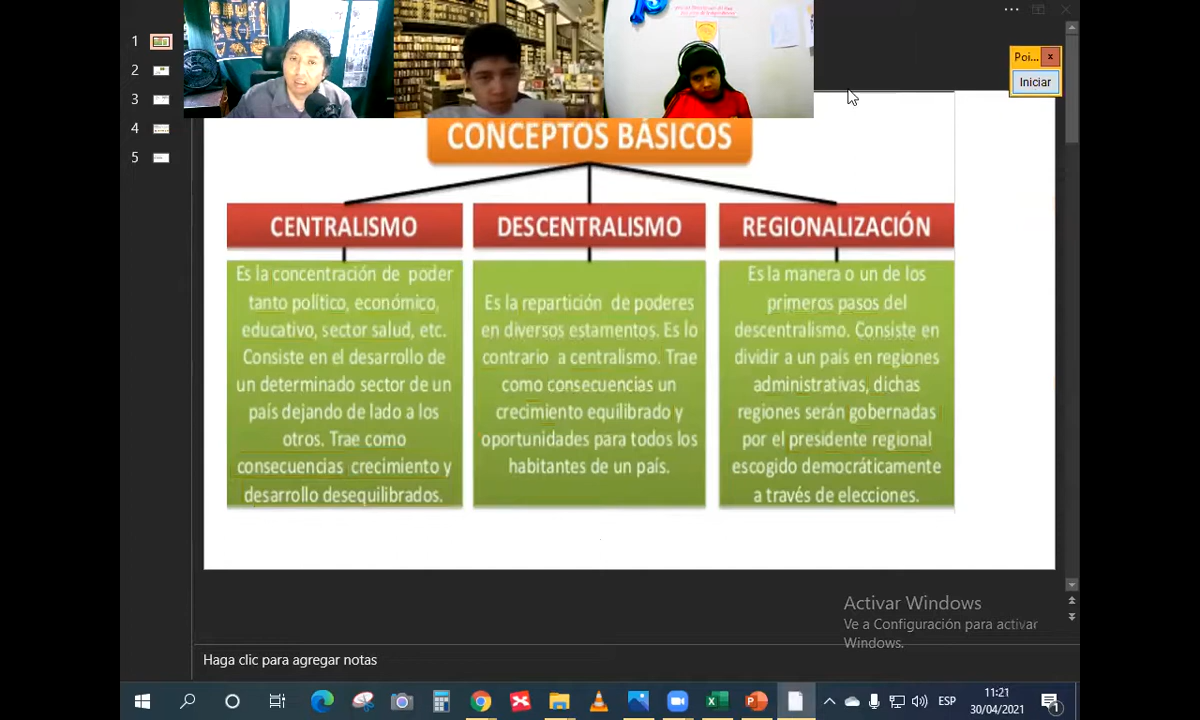 1
2
3
4
5
Poi...
Iniciar
CONCEPTOS BÁSICOS
CENTRALISMO
Es la concentración de poder
tanto político, económico,
educativo, sector salud, etc.
Consiste en el desarrollo de
un determinado sector de un
país dejando de lado a los
otros. Trae como
consecuencias crecimiento y
desarrollo desequilibrados.
DESCENTRALISMO
Es la repartición de poderes
en diversos estamentos. Es lo
contrario a centralismo. Trae
como consecuencias un
crecimiento equilibrado y
oportunidades para todos los
habitantes de un país.
REGIONALIZACIÓN
Es la manera o un de los
primeros pasos del
descentralismo. Consiste en
dividir a un país en regiones
administrativas, dichas
regiones serán gobernadas
por el presidente regional
escogido democráticamente
a través de elecciones.
Activar Windows
Ve a Configuración para activar
Windows.
Haga clic para agregar notas
ESP
11:21
30/04/2021